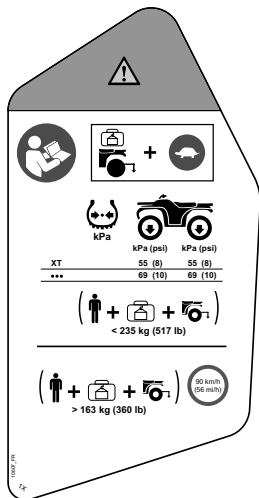 kPa
kPa (psi) kPa (psi)
XT 55 (8) 55 (8)
••• 69 (10) 69 (10)
( + + )
< 235 kg (517 lb)
( + + )
> 163 kg (360 lb)
90 km/h
(56 mi/h)
1X